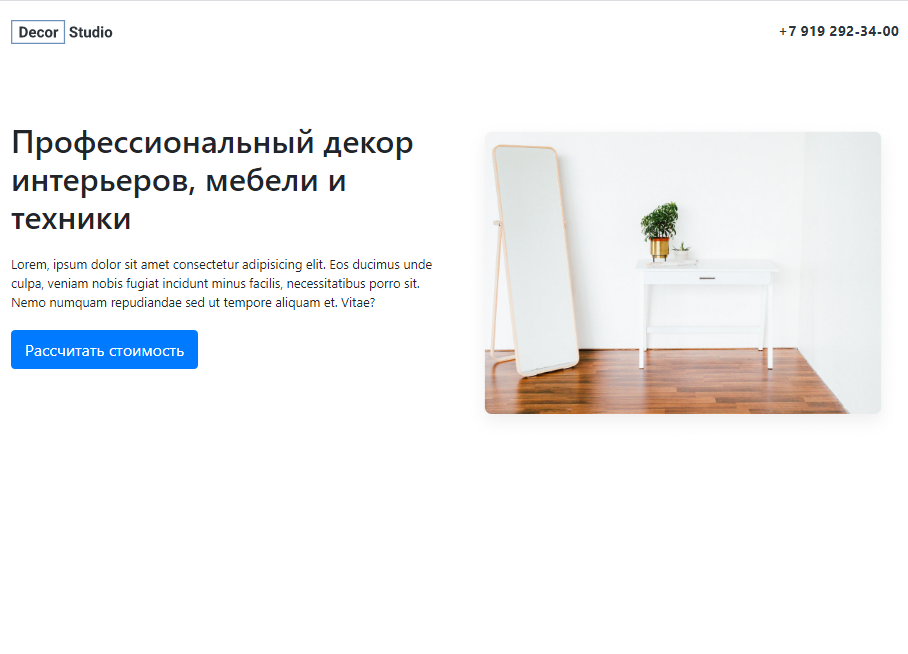 Decor Studio
+7 919 292-34-00
Профессиональный декор
интерьеров, мебели и
техники
Lorem, ipsum dolor sit amet consectetur adipisicing elit. Eos ducimus unde
culpa, veniam nobis fugiat incidunt minus facilis, necessitatibus porro sit.
Nemo numquam repudiandae sed ut tempore aliquam et. Vitae?
Рассчитать стоимость